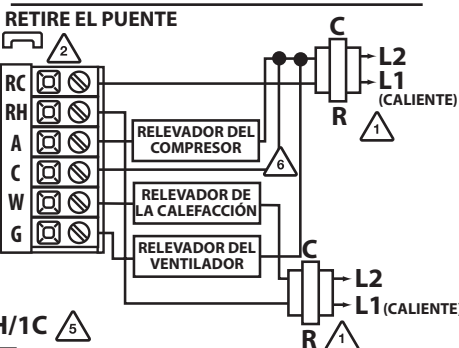 RETIRE EL PUENTE
2
C
L2
L1
(CALIENTE)
R
1
RC
RH
A
C
W
G
RELEVADOR DEL
COMPRESOR
6
RELEVADOR DE
LA CALEFACCIÓN
RELEVADOR DEL
VENTILADOR
C
L2
L1 (CALIENTE)
R
1
H/1C
5